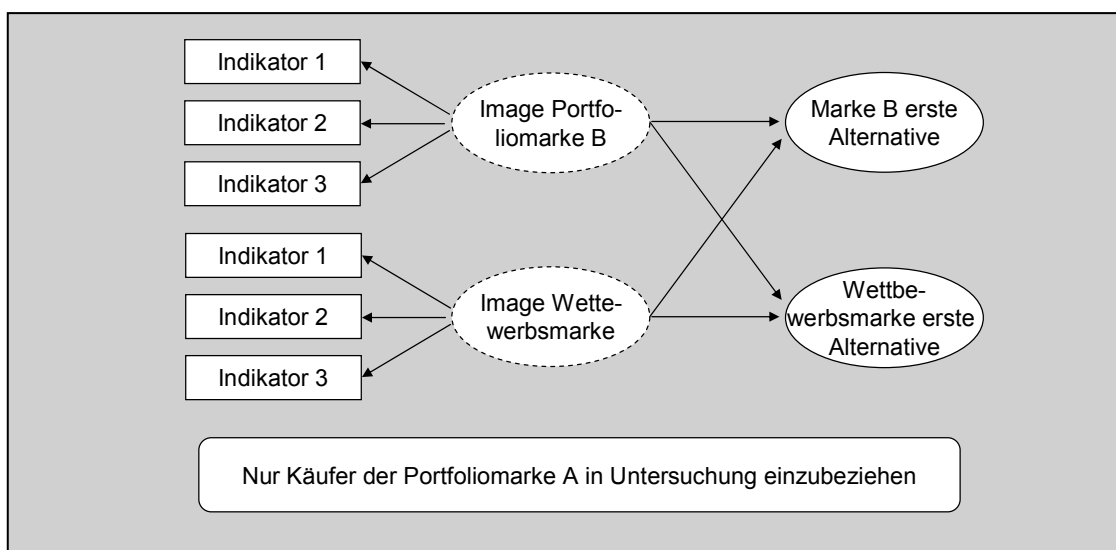 Indikator 1
Indikator 2
Indikator 3
Image Portfo-
liomarke B
Marke B erste
Alternative
Indikator 1
Indikator 2
Indikator 3
Image Wette-
werbsmarke
Wettbe-
werbsmarke erste
Alternative
Nur Käufer der Portfoliomarke A in Untersuchung einzubeziehen